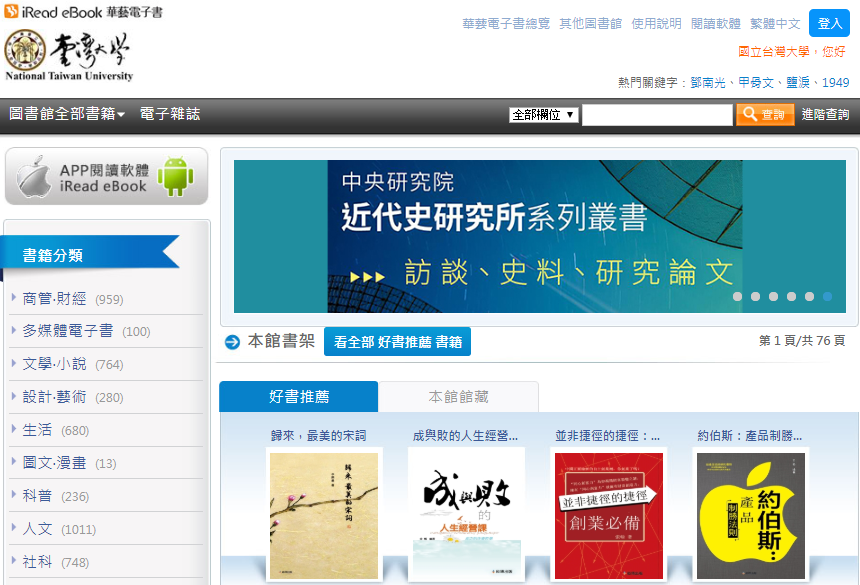 iRead eBook 華藝電子書
臺灣大學
National Taiwan University
華藝電子書總覽 其他圖書館 使用說明 閱讀軟體 繁體中文 登入
國立台灣大學，您好
熱門關鍵字：鄧南光、甲骨文、鹽淚、1949
圖書館全部書籍 電子雜誌 全部欄位 查詢 進階查詢
APP閱讀軟體
iRead eBook
中央研究院
近代史研究所系列叢書
訪談、史料、研究論文
書籍分類
商管‧財經 (959)
多媒體電子書 (100)
文學‧小說 (764)
設計‧藝術 (280)
生活 (680)
圖文‧漫畫 (13)
科普 (236)
人文 (1011)
社科 (748)
本館書架 看全部 好書推薦 書籍 第 1 頁/共 76 頁
好書推薦 本館館藏
歸來，最美的宋詞
成與敗的人生經營...
並非捷徑的捷徑：...
約伯斯：產品制勝...
歸來 最美的宋詞
成與敗的
人生經營課
並非捷徑的捷徑
創業必備
約伯斯：
產品
制勝法則